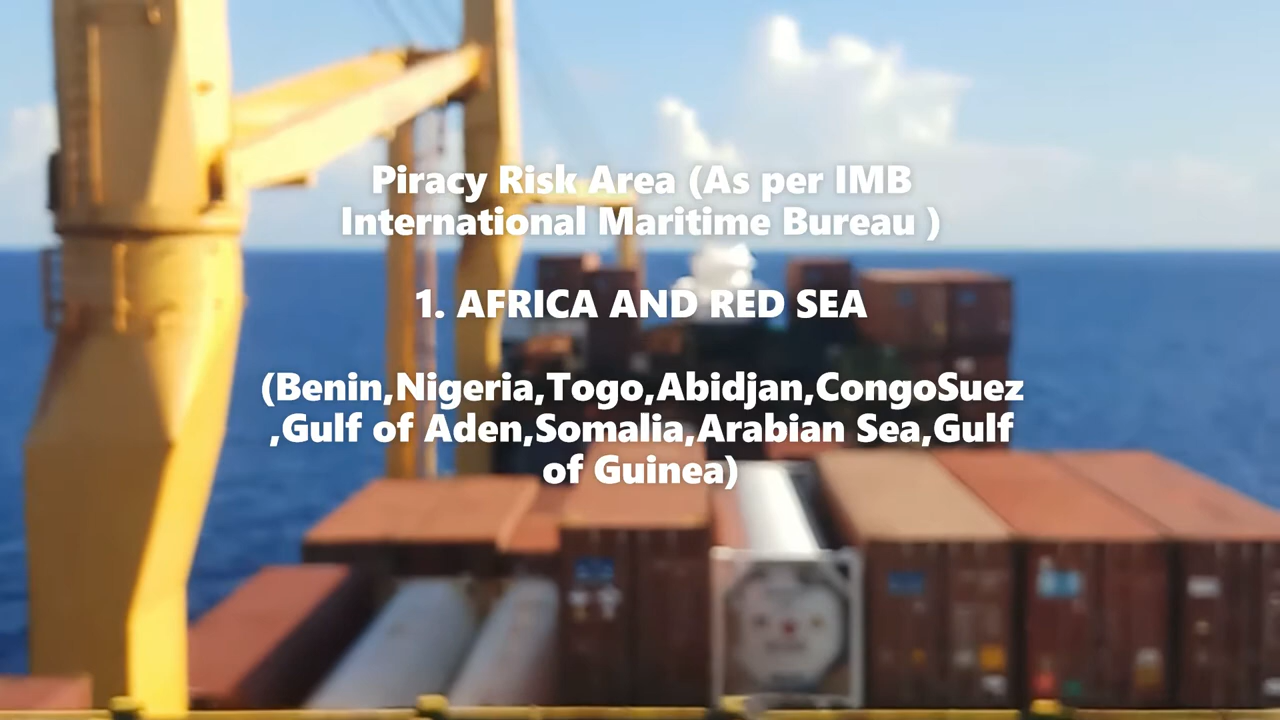 Piracy Risk Area (As per IMB
International Maritime Bureau )
1. AFRICA AND RED SEA
(Benin,Nigeria,Togo,Abidjan,CongoSuez
,Gulf of Aden,Somalia,Arabian Sea,Gulf
of Guinea)